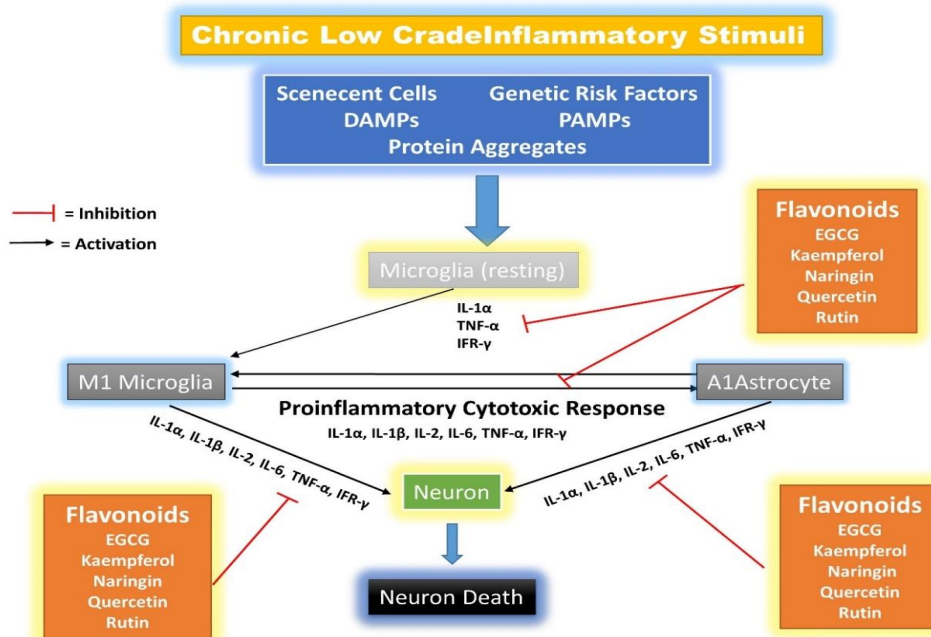 Chronic Low CradeInflammatory Stimuli
Scenecent Cells Genetic Risk Factors
DAMPs PAMPs
Protein Aggregates
= Inhibition
= Activation
Flavonoids
EGCG
Kaempferol
Naringin
Quercetin
Rutin
Microglia (resting)
IL-1α
TNF-α
IFR-γ
M1 Microglia
A1Astrocyte
Proinflammatory Cytotoxic Response
IL-1α, IL-1β, IL-2, IL-6, TNF-α, IFR-γ
IL-1α, IL-1β, IL-2, IL-6, TNF-α, IFR-γ
IL-1α, IL-1β, IL-2, IL-6, TNF-α, IFR-γ
Neuron
Flavonoids
EGCG
Kaempferol
Naringin
Quercetin
Rutin
Flavonoids
EGCG
Kaempferol
Naringin
Quercetin
Rutin
Neuron Death